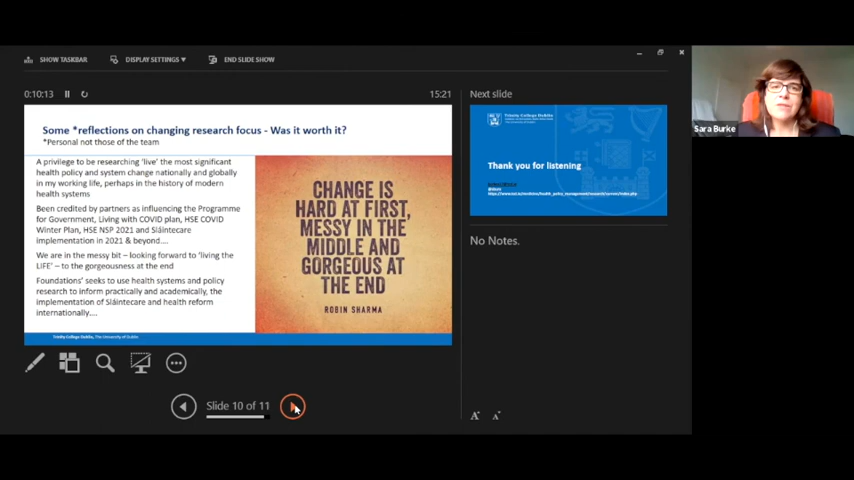 SHOW TASKBAR
DISPLAY SETTINGS ▼
END SLIDE SHOW
0:10:13
15:21
Some *reflections on changing research focus - Was it worth it?
*Personal not those of the team
A privilege to be researching 'live' the most significant
health policy and system change nationally and globally
in my working life, perhaps in the history of modern
health systems
Been credited by partners as influencing the Programme
for Government, Living with COVID plan, HSE COVID
Winter Plan, HSE NSP 2021 and Sláintecare
implementation in 2021 & beyond....
We are in the messy bit – looking forward to 'living the
LIFE' – to the gorgeousness at the end
Foundations' seeks to use health systems and policy
research to inform practically and academically, the
implementation of Sláintecare and health reform
internationally....
CHANGE IS
HARD AT FIRST,
MESSY IN THE
MIDDLE AND
GORGEOUS AT
THE END
ROBIN SHARMA
Trinity College Dublin, The University of Dublin
Slide 10 of 11
Next slide
Trinity College Dublin
Thank you for listening
No Notes.
A A
Sara Burke